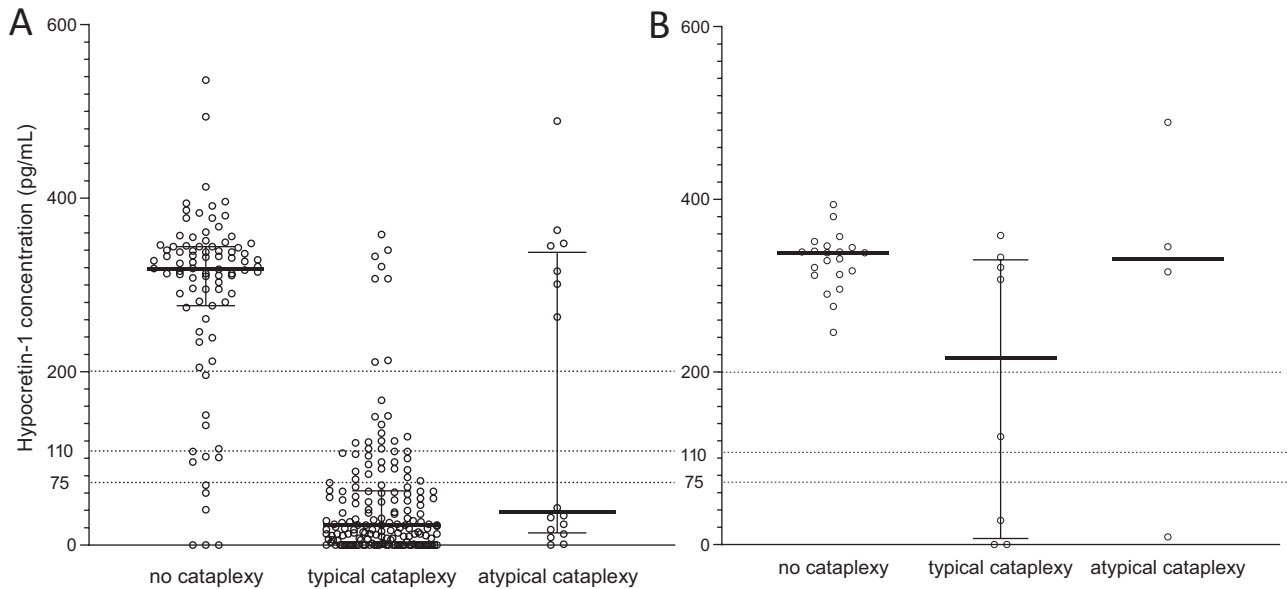 A
B
Hypocretin-1 concentration (pg/mL)
600
400
200
110
75
0
no cataplexy typical cataplexy atypical cataplexy
600
400
200
110
75
0
no cataplexy typical cataplexy atypical cataplexy